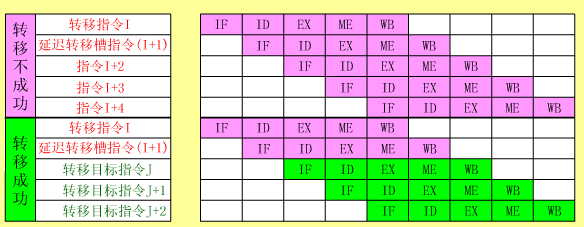 转移不成功
转移指令I IF ID EX ME WB
延迟转移槽指令(I+1) IF ID EX ME WB
指令I+2 IF ID EX ME WB
指令I+3 IF ID EX ME WB
指令I+4 IF ID EX ME WB
转移成功
转移指令I IF ID EX ME WB
延迟转移槽指令(I+1) IF ID EX ME WB
转移目标指令J IF ID EX ME WB
转移目标指令J+1 IF ID EX ME WB
转移目标指令J+2 IF ID EX ME WB